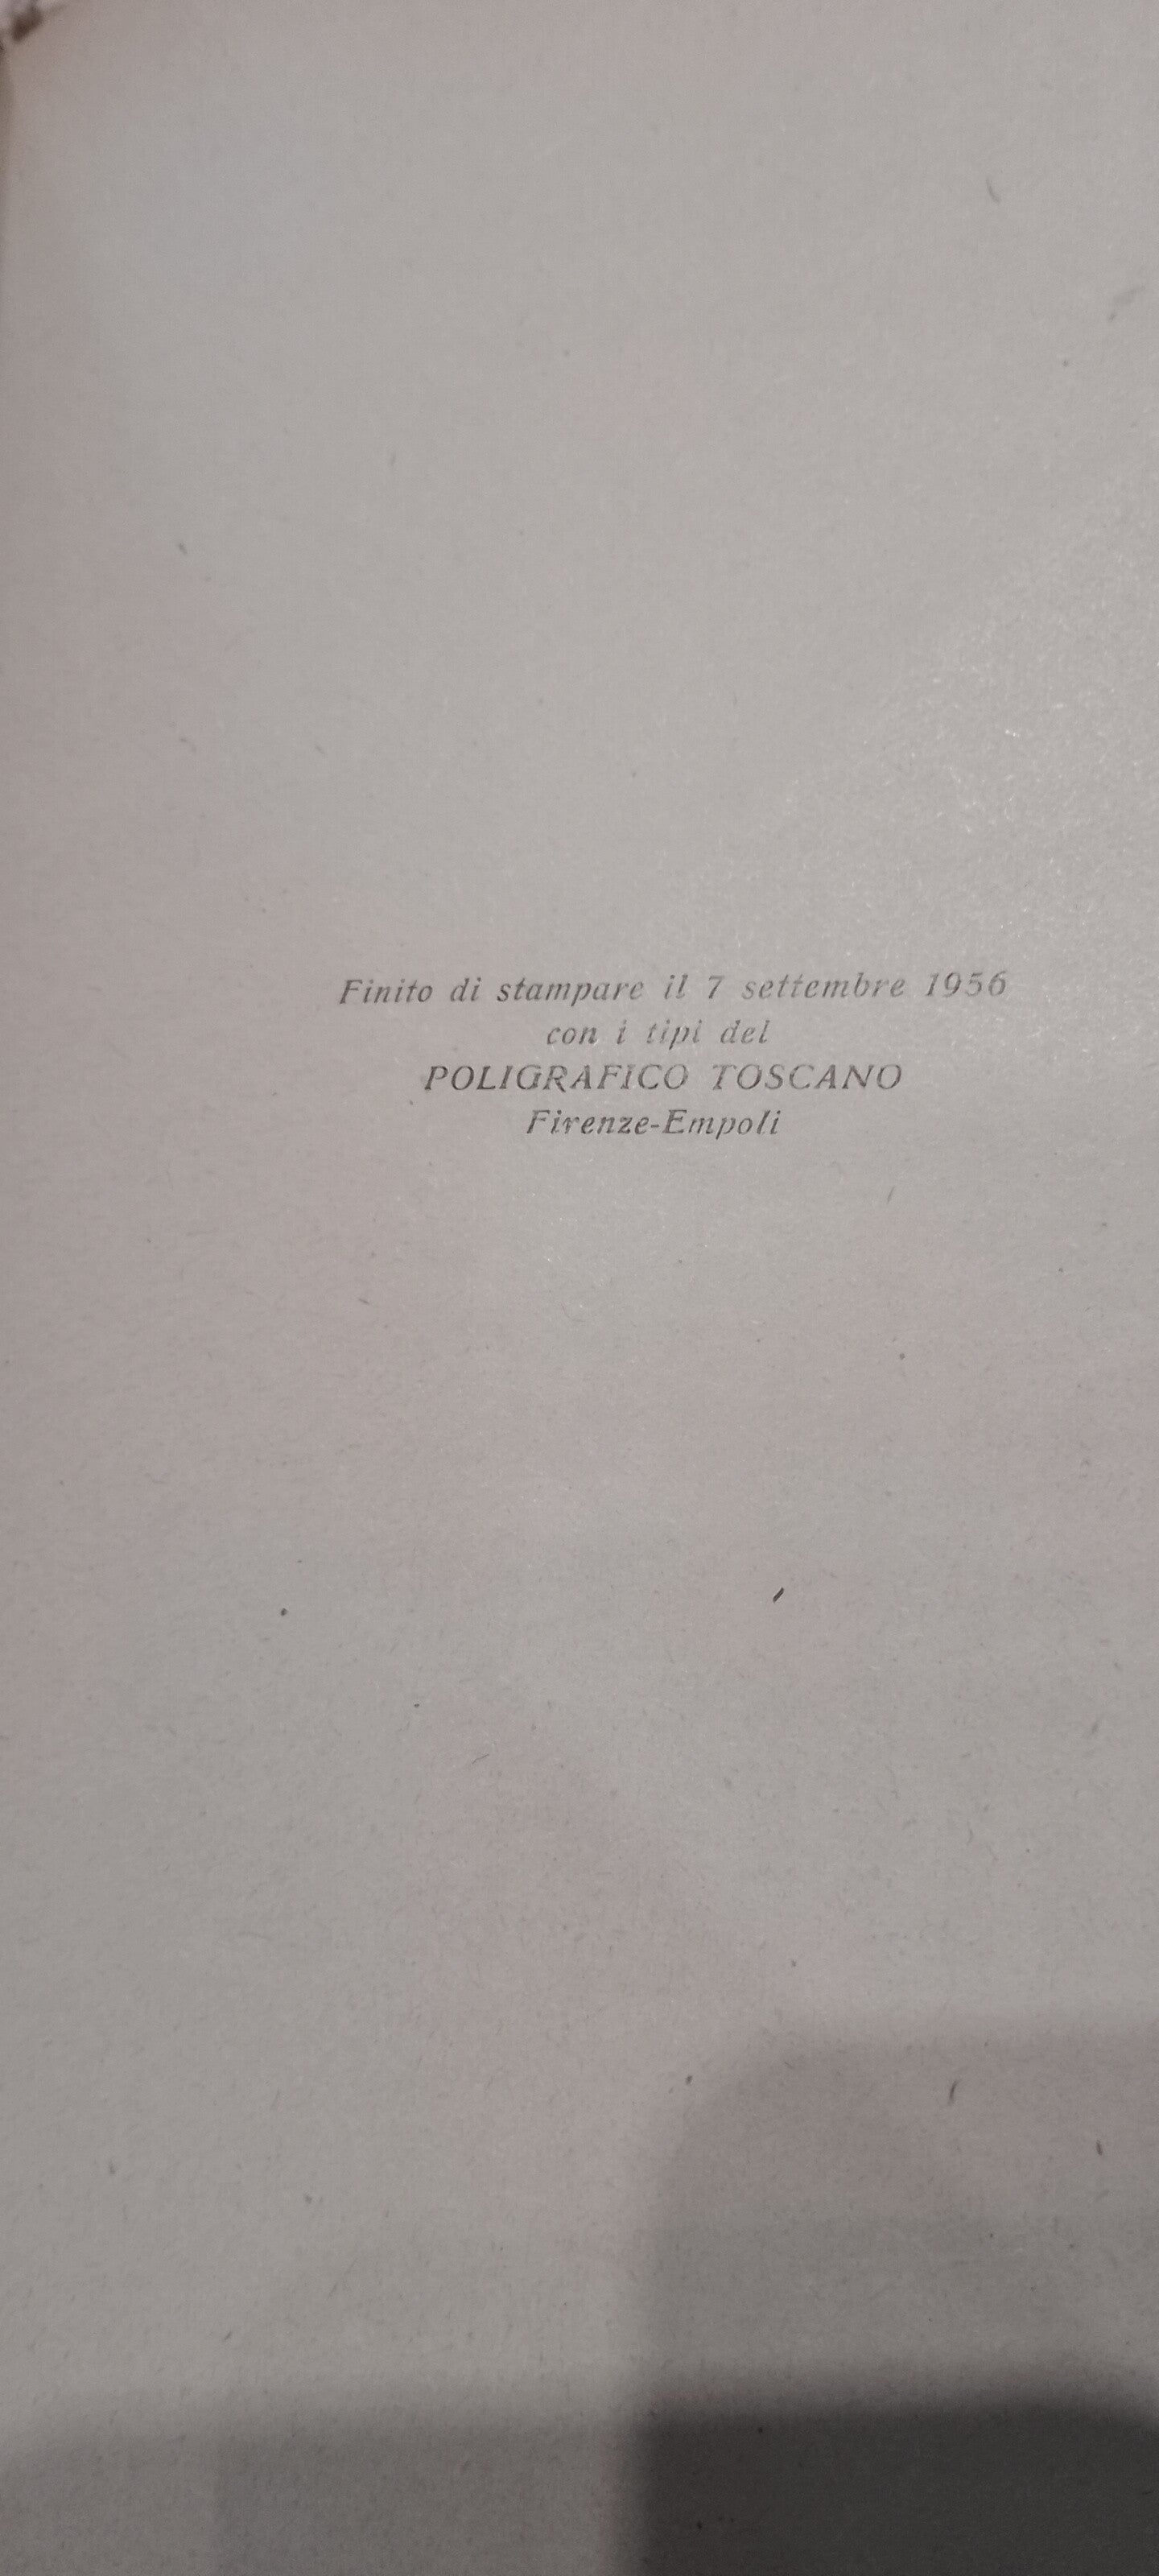 Finito di stampare il 7 settembre 1956
con i tipi del
POLIGRAFICO TOSCANO
Firenze-Empoli